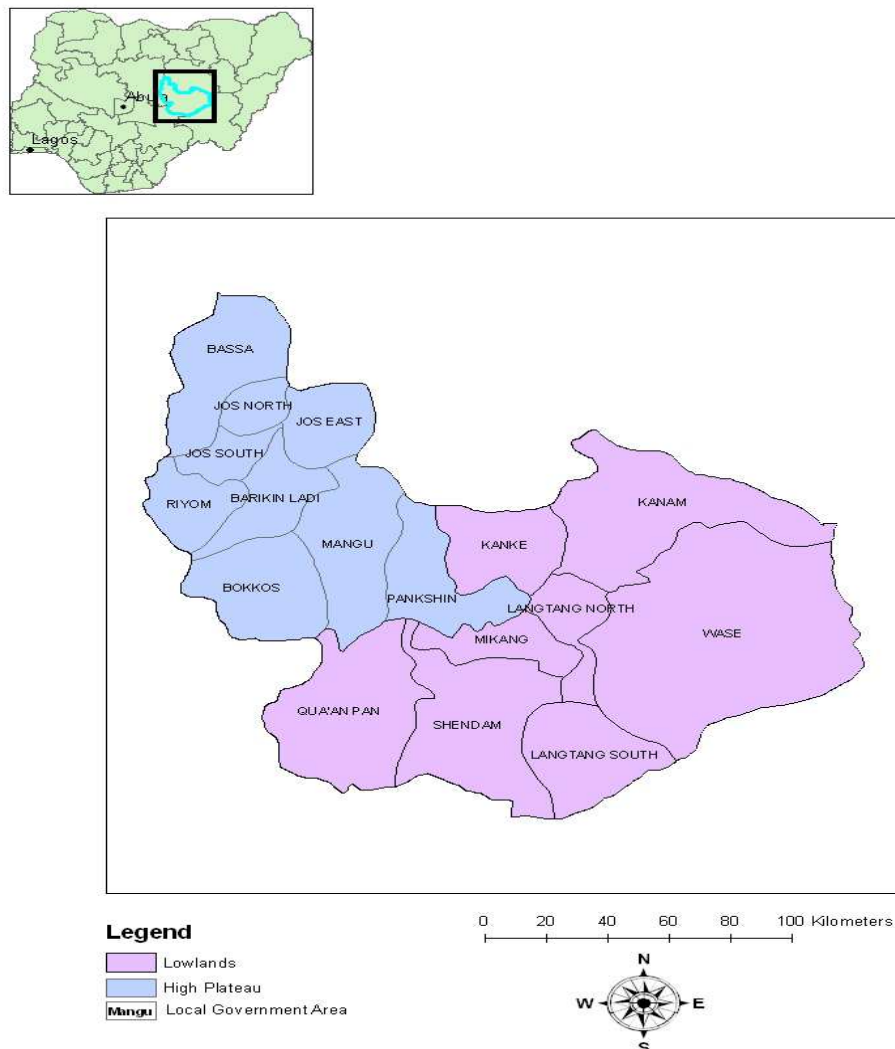 Abuja
Lagos
BASSA
JOS NORTH
JOS EAST
JOS SOUTH
RIYOM
BARIKIN LADI
KANAM
MANGU
KANKE
BOKKOS
PANKSHIN
LANGTANG NORTH
MIKANG
WASE
QUA'AN PAN
SHENDAM
LANGTANG SOUTH
Legend
Lowlands
High Plateau
Mangu Local Government Area
0 20 40 60 80 100 Kilometers
N
W E
S